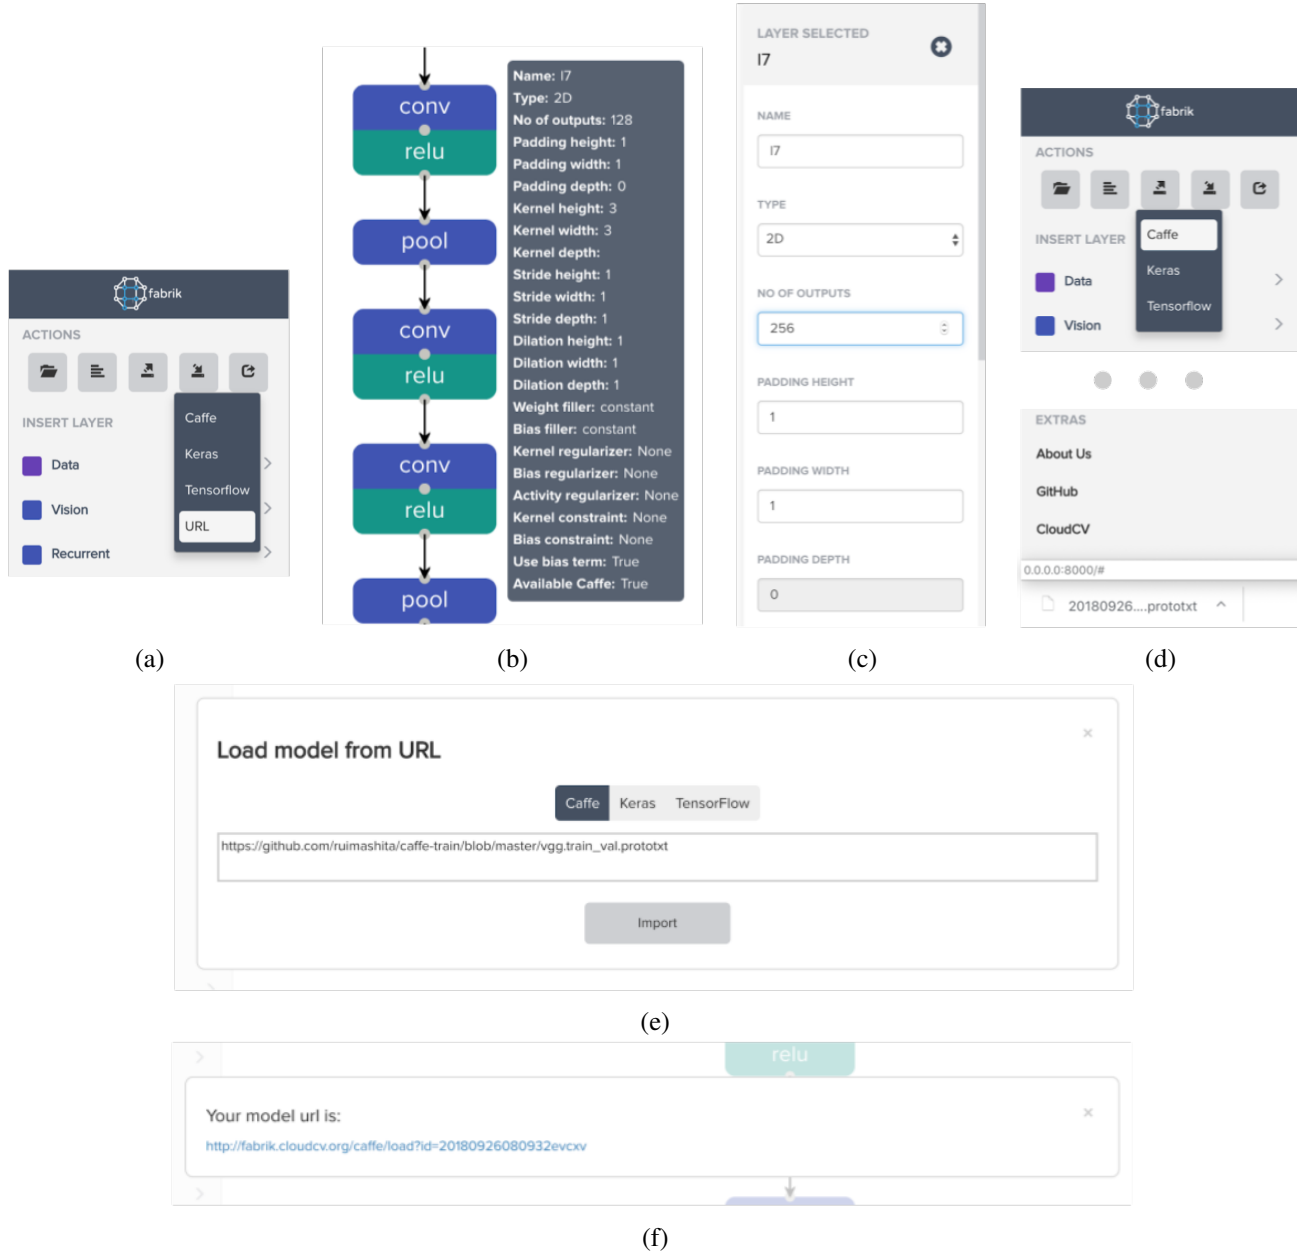 fabrik
ACTIONS
INSERT LAYER
Data
Vision
Recurrent
Caffe
Keras
Tensorflow
URL
(a)
conv
relu
pool
conv
relu
conv
relu
pool
Name: l7
Type: 2D
No of outputs: 128
Padding height: 1
Padding width: 1
Padding depth: 0
Kernel height: 3
Kernel width: 3
Kernel depth:
Stride height: 1
Stride width: 1
Stride depth: 1
Dilation height: 1
Dilation width: 1
Dilation depth: 1
Weight filler: constant
Bias filler: constant
Kernel regularizer: None
Bias regularizer: None
Activity regularizer: None
Kernel constraint: None
Bias constraint: None
Use bias term: True
Available Caffe: True
(b)
LAYER SELECTED
l7
NAME
l7
TYPE
2D
NO OF OUTPUTS
256
PADDING HEIGHT
1
PADDING WIDTH
1
PADDING DEPTH
0
(c)
fabrik
ACTIONS
INSERT LAYER
Data
Vision
Caffe
Keras
Tensorflow
EXTRAS
About Us
GitHub
CloudCV
0.0.0.0:8000/#
20180926....prototxt
(d)
Load model from URL
Caffe Keras TensorFlow
https://github.com/ruimashita/caffe-train/blob/master/vgg.train_val.prototxt
Import
(e)
relu
Your model url is:
http://fabrik.cloudcv.org/caffe/load?id=20180926080932evcxv
(f)